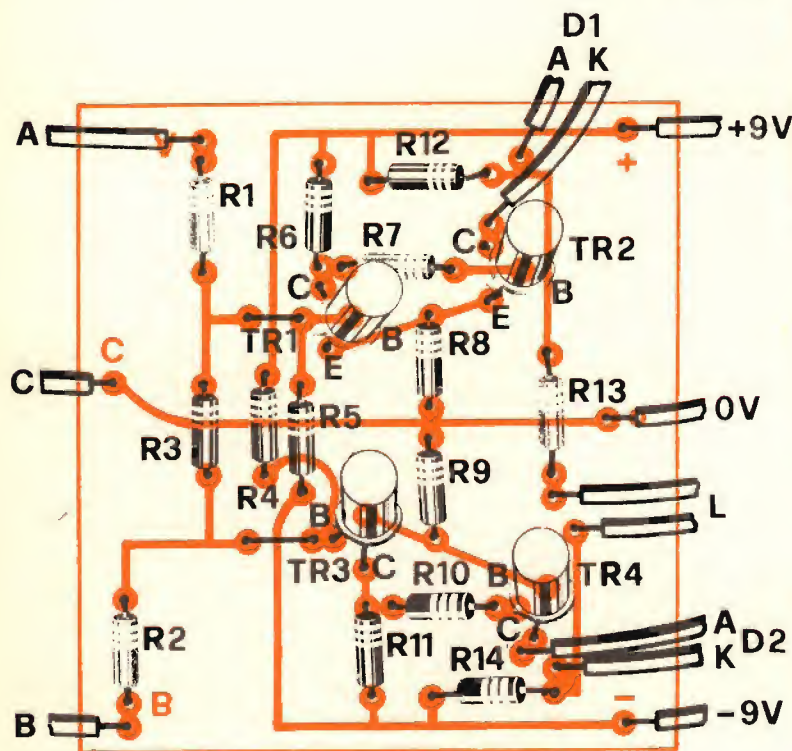 D1
A K
A
+9V
+
R12
R1
R6
R7
C
TR2
C
B
TR1
B
E
E
R8
C
C
R13
0V
R3
R5
R4
R9
L
B
TR3
C
R10
B
TR4
R2
R11
C
A
D2
K
R14
B
B
−
-9V